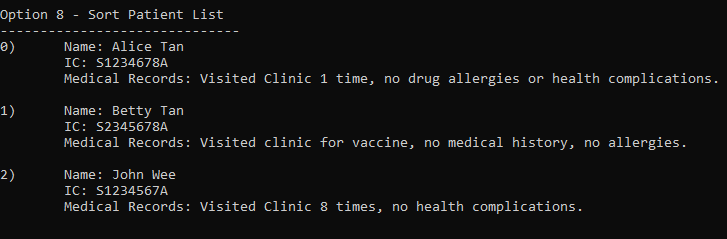 Option 8 - Sort Patient List
------------------------------
0) Name: Alice Tan
IC: S1234678A
Medical Records: Visited Clinic 1 time, no drug allergies or health complications.
1) Name: Betty Tan
IC: S2345678A
Medical Records: Visited clinic for vaccine, no medical history, no allergies.
2) Name: John Wee
IC: S1234567A
Medical Records: Visited Clinic 8 times, no health complications.